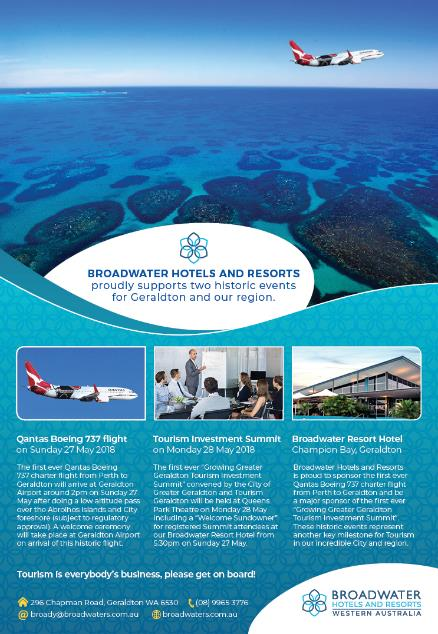 BROADWATER HOTELS AND RESORTS
proudly supports two historic events
for Geraldton and our region.
Qantas Boeing 737 flight
on Sunday 27 May 2018
The first ever Qantas Boeing
737 charter flight from Perth to
Geraldton will arrive at Geraldton
Airport around 2pm on Sunday 27
May after doing a low altitude pass
over the Abrolhos Islands and City
foreshore (subject to regulatory
approval). A welcome ceremony
will take place at Geraldton Airport
on arrival of this historic flight.
Tourism Investment Summit
on Monday 28 May 2018
The first ever "Growing Greater
Geraldton Tourism Investment
Summit" convened by the City of
Greater Geraldton and Tourism
Geraldton will be held at Queens
Park Theatre on Monday 28 May
including a "Welcome Sundowner"
for registered Summit attendees at
our Broadwater Resort Hotel from
5.30pm on Sunday 27 May.
Broadwater Resort Hotel
Champion Bay, Geraldton
Broadwater Hotels and Resorts
is proud to sponsor the first ever
Qantas Boeing 737 charter flight
from Perth to Geraldton and be
a major sponsor of the first ever
"Growing Greater Geraldton
Tourism Investment Summit".
These historic events represent
another key milestone for Tourism
in our incredible City and region.
Tourism is everybody's business, please get on board!
296 Chapman Road, Geraldton WA 6530 (08) 9965 3776
broady@broadwaters.com.au broadwaters.com.au
BROADWATER
HOTELS AND RESORTS
WESTERN AUSTRALIA